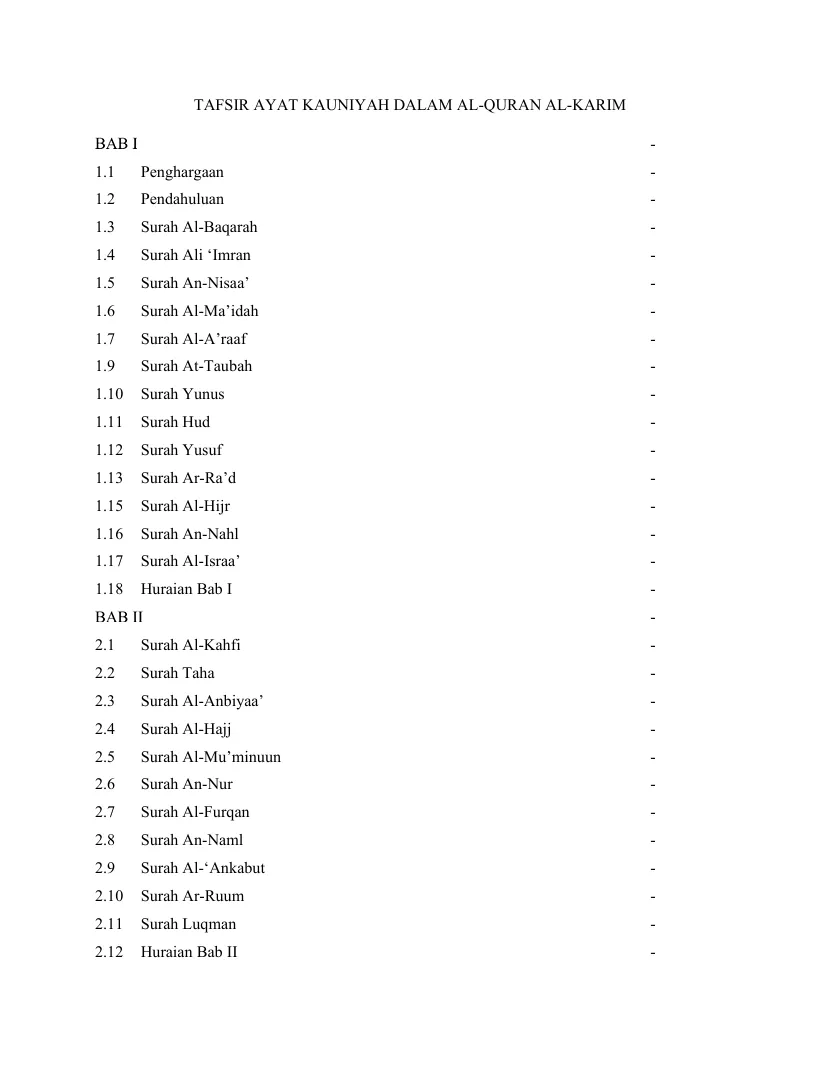 TAFSIR AYAT KAUNIYAH DALAM AL-QURAN AL-KARIM
BAB I -
1.1 Penghargaan -
1.2 Pendahuluan -
1.3 Surah Al-Baqarah -
1.4 Surah Ali ‘Imran -
1.5 Surah An-Nisaa’ -
1.6 Surah Al-Ma’idah -
1.7 Surah Al-A’raaf -
1.9 Surah At-Taubah -
1.10 Surah Yunus -
1.11 Surah Hud -
1.12 Surah Yusuf -
1.13 Surah Ar-Ra’d -
1.15 Surah Al-Hijr -
1.16 Surah An-Nahl -
1.17 Surah Al-Israa’ -
1.18 Huraian Bab I -
BAB II -
2.1 Surah Al-Kahfi -
2.2 Surah Taha -
2.3 Surah Al-Anbiyaa’ -
2.4 Surah Al-Hajj -
2.5 Surah Al-Mu’minuun -
2.6 Surah An-Nur -
2.7 Surah Al-Furqan -
2.8 Surah An-Naml -
2.9 Surah Al-‘Ankabut -
2.10 Surah Ar-Ruum -
2.11 Surah Luqman -
2.12 Huraian Bab II -